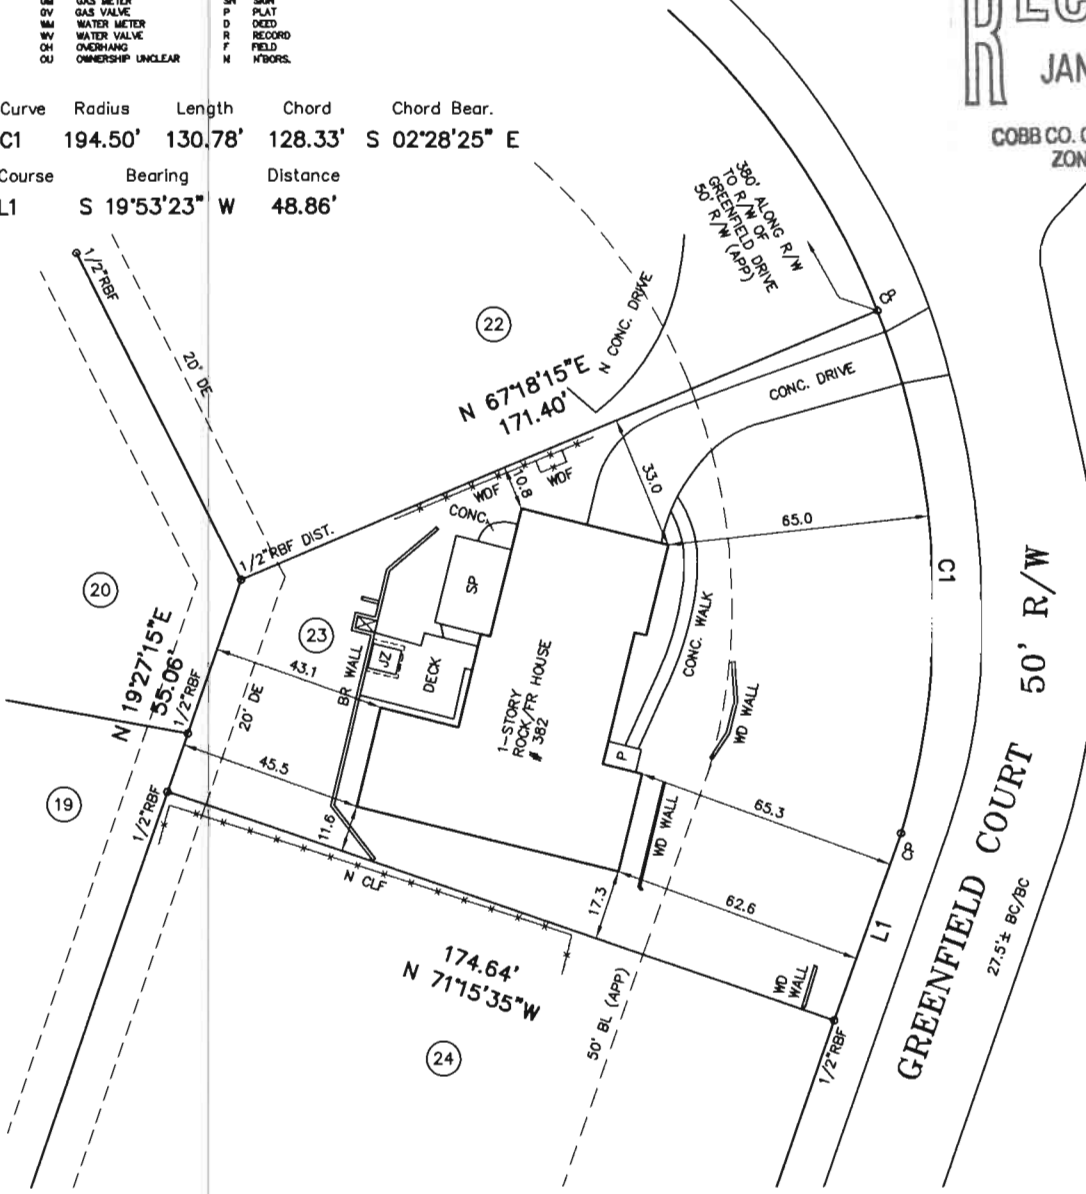 GAS METER
GV GAS VALVE
WM WATER METER
WV WATER VALVE
OH OVERHANG
OU OWNERSHIP UNCLEAR
P PLAT
D DEED
R RECORD
F FIELD
N N'BORS.
Curve Radius Length Chord Chord Bear.
C1 194.50' 130.78' 128.33' S 02°28'25" E
Course Bearing Distance
L1 S 19°53'23" W 48.86'
JAN
COBB CO.
ZON
380' ALONG R/W
TO R/W OF
GREENFIELD DRIVE
50' R/W (APP)
1/2"RBF
20' DE
22
N CONC. DRIVE
CP
N 67°18'15"E
171.40'
CONC. DRIVE
WDF
WDF
10.8
33.0
CONC.
65.0
1/2"RBF DIST.
20
23
SP
C1
N 19°27'15"E
55.06'
1/2"RBF
43.1
BR WALL
JZ
DECK
CONC. WALK
20' DE
1-STORY
ROCK/FR HOUSE
# 382
WD WALL
P
50' R/W
GREENFIELD COURT
27.5'± BC/BC
19
1/2"RBF
45.5
11.6
65.3
WD WALL
CP
N CLF
17.3
62.6
L1
174.64'
N 71°15'35"W
WD
WALL
50' BL (APP)
24
1/2"RBF